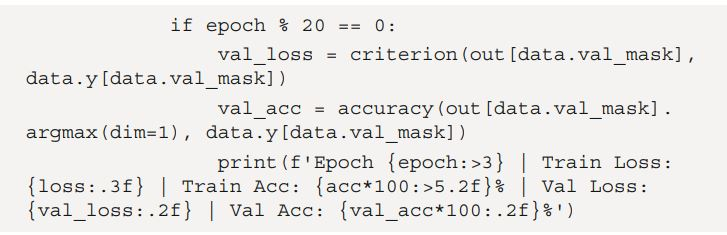 if epoch % 20 == 0:
val_loss = criterion(out[data.val_mask],
data.y[data.val_mask])
val_acc = accuracy(out[data.val_mask].
argmax(dim=1), data.y[data.val_mask])
print(f'Epoch {epoch:>3} | Train Loss:
{loss:.3f} | Train Acc: {acc*100:>5.2f}% | Val Loss:
{val_loss:.2f} | Val Acc: {val_acc*100:.2f}%')